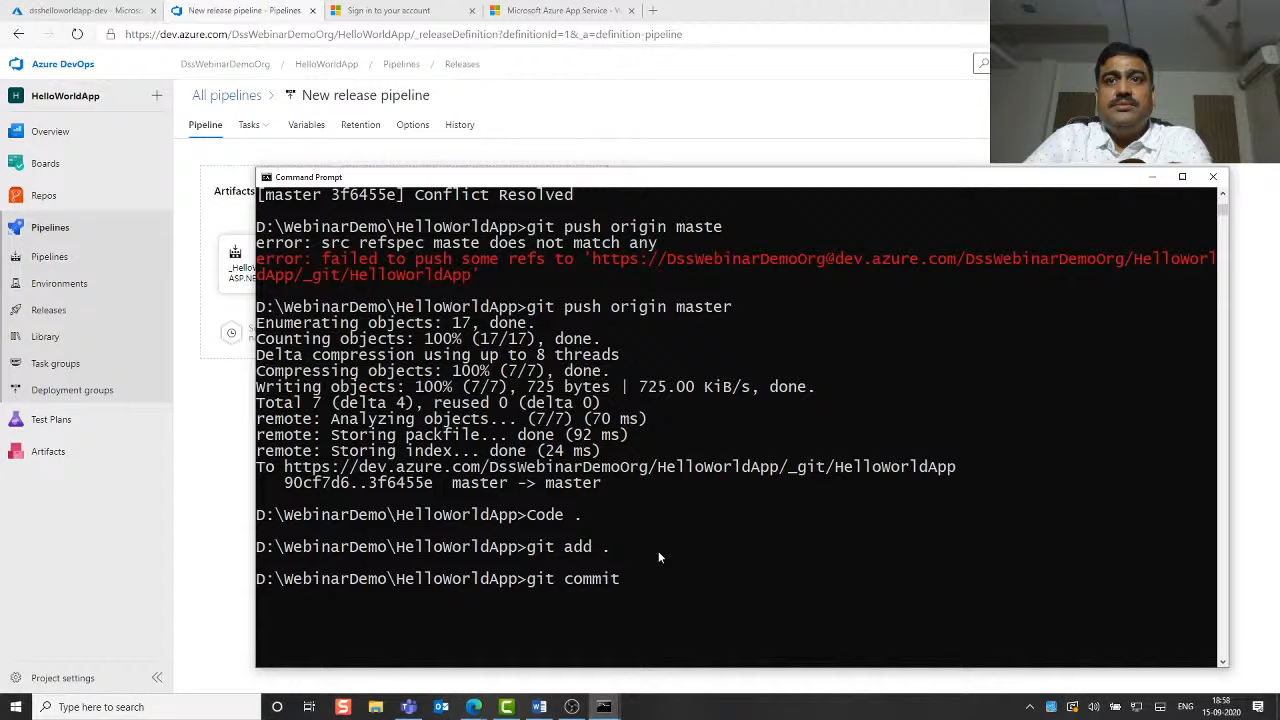 dsshelloworld-dev - Microsoft Az
New release pipeline - Pipelines
Sign in to your account
Microsoft Azure App Service - W
https://dev.azure.com/DssWebinarDemoOrg/HelloWorldApp/_releaseDefinition?definitionId=1&_a=definition-pipeline
Azure DevOps
DssWebinarDemoOrg / HelloWorldApp / Pipelines / Releases
H HelloWorldApp
All pipelines > New release pipeline
Pipeline Tasks Variables Retention Options History
Overview
Boards
Repos
Pipelines
Pipelines
Environments
Releases
Library
Task groups
Deployment groups
Test Plans
Artifacts
Project settings
Artifacts
_HelloW
ASP.NE
Command Prompt
[master 3f6455e] Conflict Resolved
D:\WebinarDemo\HelloWorldApp>git push origin maste
error: src refspec maste does not match any
error: failed to push some refs to 'https://DssWebinarDemoOrg@dev.azure.com/DssWebinarDemoOrg/HelloWorl
dApp/_git/HelloWorldApp'
D:\WebinarDemo\HelloWorldApp>git push origin master
Enumerating objects: 17, done.
Counting objects: 100% (17/17), done.
Delta compression using up to 8 threads
Compressing objects: 100% (7/7), done.
Writing objects: 100% (7/7), 725 bytes | 725.00 KiB/s, done.
Total 7 (delta 4), reused 0 (delta 0)
remote: Analyzing objects... (7/7) (70 ms)
remote: Storing packfile... done (92 ms)
remote: Storing index... done (24 ms)
To https://dev.azure.com/DssWebinarDemoOrg/HelloWorldApp/_git/HelloWorldApp
90cf7d6..3f6455e master -> master
D:\WebinarDemo\HelloWorldApp>Code .
D:\WebinarDemo\HelloWorldApp>git add .
D:\WebinarDemo\HelloWorldApp>git commit
Type here to search
ENG
18:58
15-09-2020